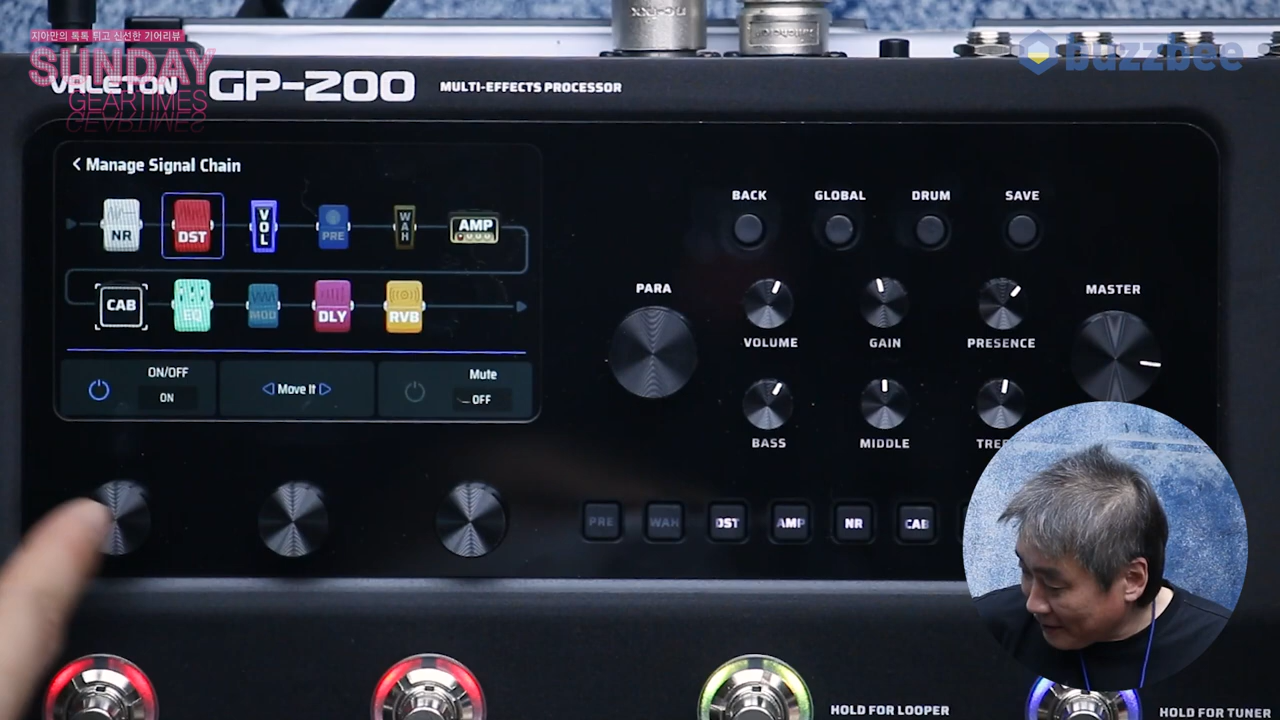 지아만의 톡톡 튀고 신선한 기어리뷰
SUNDAY
GEARTIMES
buzzbee
VALETON GP-200 MULTI-EFFECTS PROCESSOR
< Manage Signal Chain
NR DST VOL PRE WAH AMP
CAB EQ MOD DLY RVB
ON/OFF
ON
Move It
Mute
OFF
BACK GLOBAL DRUM SAVE
PARA
MASTER
VOLUME GAIN PRESENCE
BASS MIDDLE TRE
PRE WAH DST AMP NR CAB
HOLD FOR LOOPER
HOLD FOR TUNER